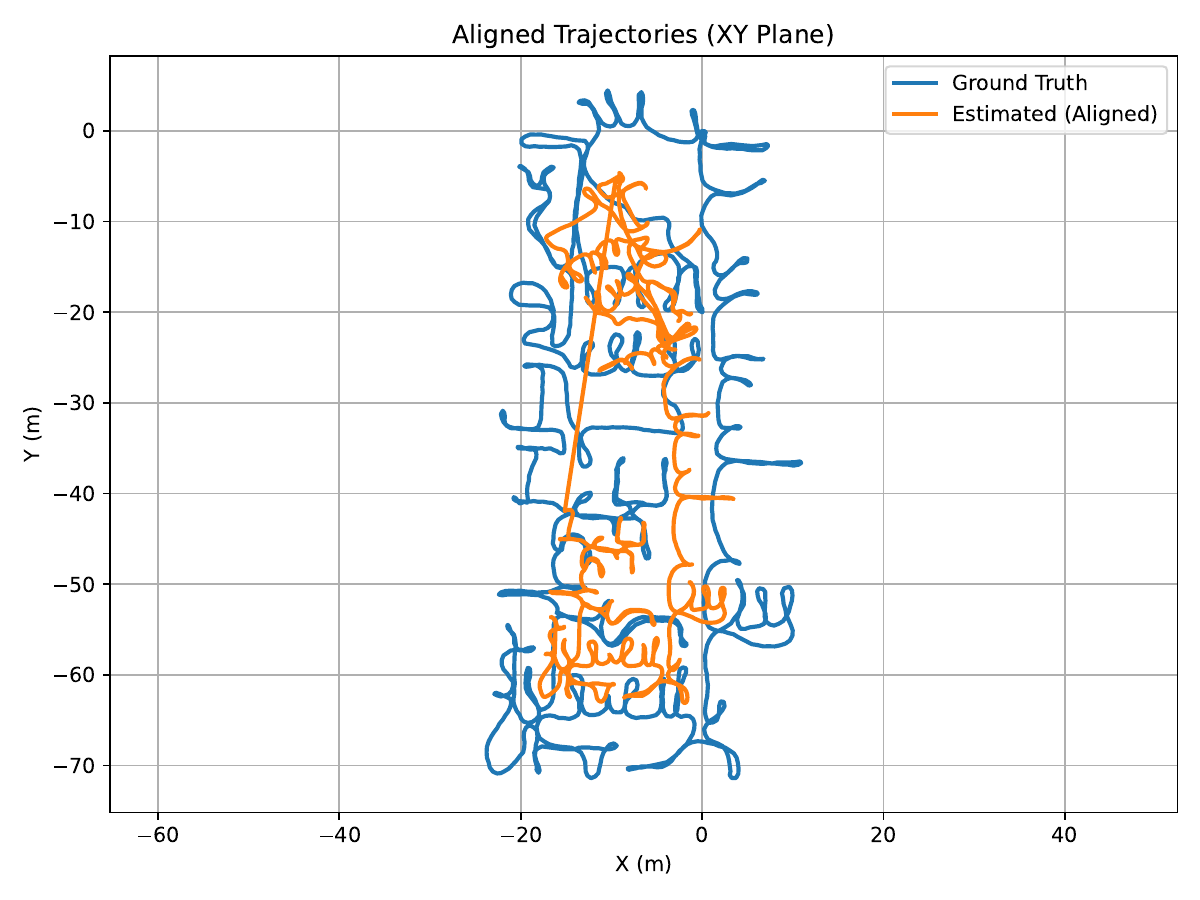 Aligned Trajectories (XY Plane)
Ground Truth
Estimated (Aligned)
0
−10
−20
−30
−40
−50
−60
−70
Y (m)
−60 −40 −20 0 20 40
X (m)